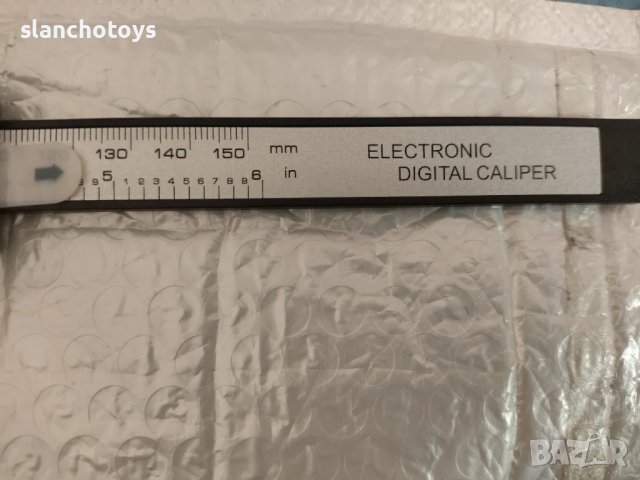 slanchotoys
130 140 150 mm
9 5 1 2 3 4 5 6 7 8 9 6 in
ELECTRONIC
DIGITAL CALIPER
BAZAR